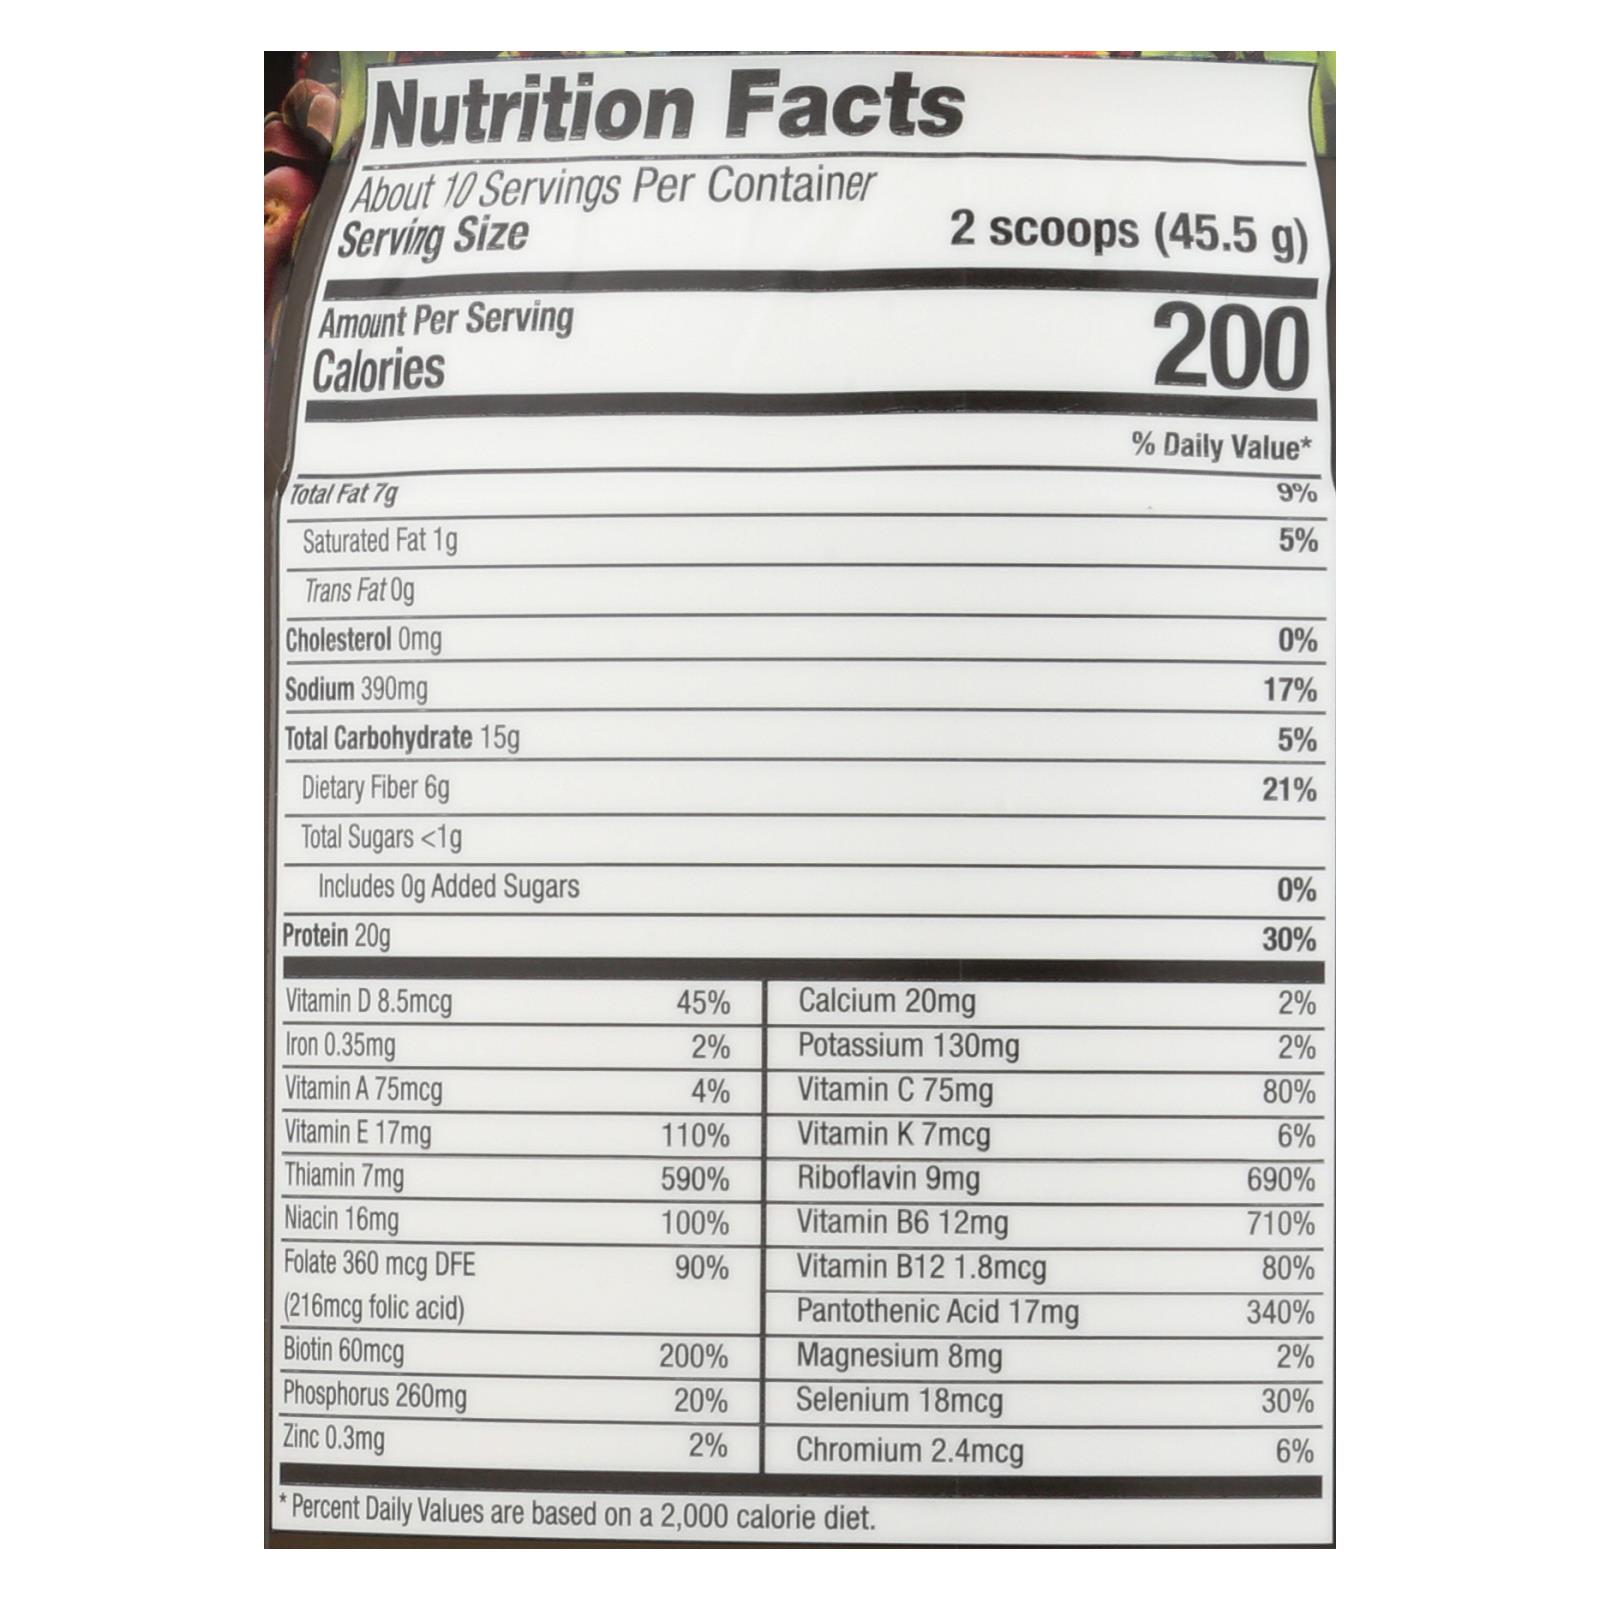 Nutrition Facts
About 10 Servings Per Container
Serving Size 2 scoops (45.5 g)
Amount Per Serving
Calories 200
% Daily Value*
Total Fat 7g 9%
Saturated Fat 1g 5%
Trans Fat 0g
Cholesterol 0mg 0%
Sodium 390mg 17%
Total Carbohydrate 15g 5%
Dietary Fiber 6g 21%
Total Sugars <1g
Includes 0g Added Sugars 0%
Protein 20g 30%
Vitamin D 8.5mcg 45% Calcium 20mg 2%
Iron 0.35mg 2% Potassium 130mg 2%
Vitamin A 75mcg 4% Vitamin C 75mg 80%
Vitamin E 17mg 110% Vitamin K 7mcg 6%
Thiamin 7mg 590% Riboflavin 9mg 690%
Niacin 16mg 100% Vitamin B6 12mg 710%
Folate 360 mcg DFE 90% Vitamin B12 1.8mcg 80%
(216mcg folic acid) Pantothenic Acid 17mg 340%
Biotin 60mcg 200% Magnesium 8mg 2%
Phosphorus 260mg 20% Selenium 18mcg 30%
Zinc 0.3mg 2% Chromium 2.4mcg 6%
* Percent Daily Values are based on a 2,000 calorie diet.